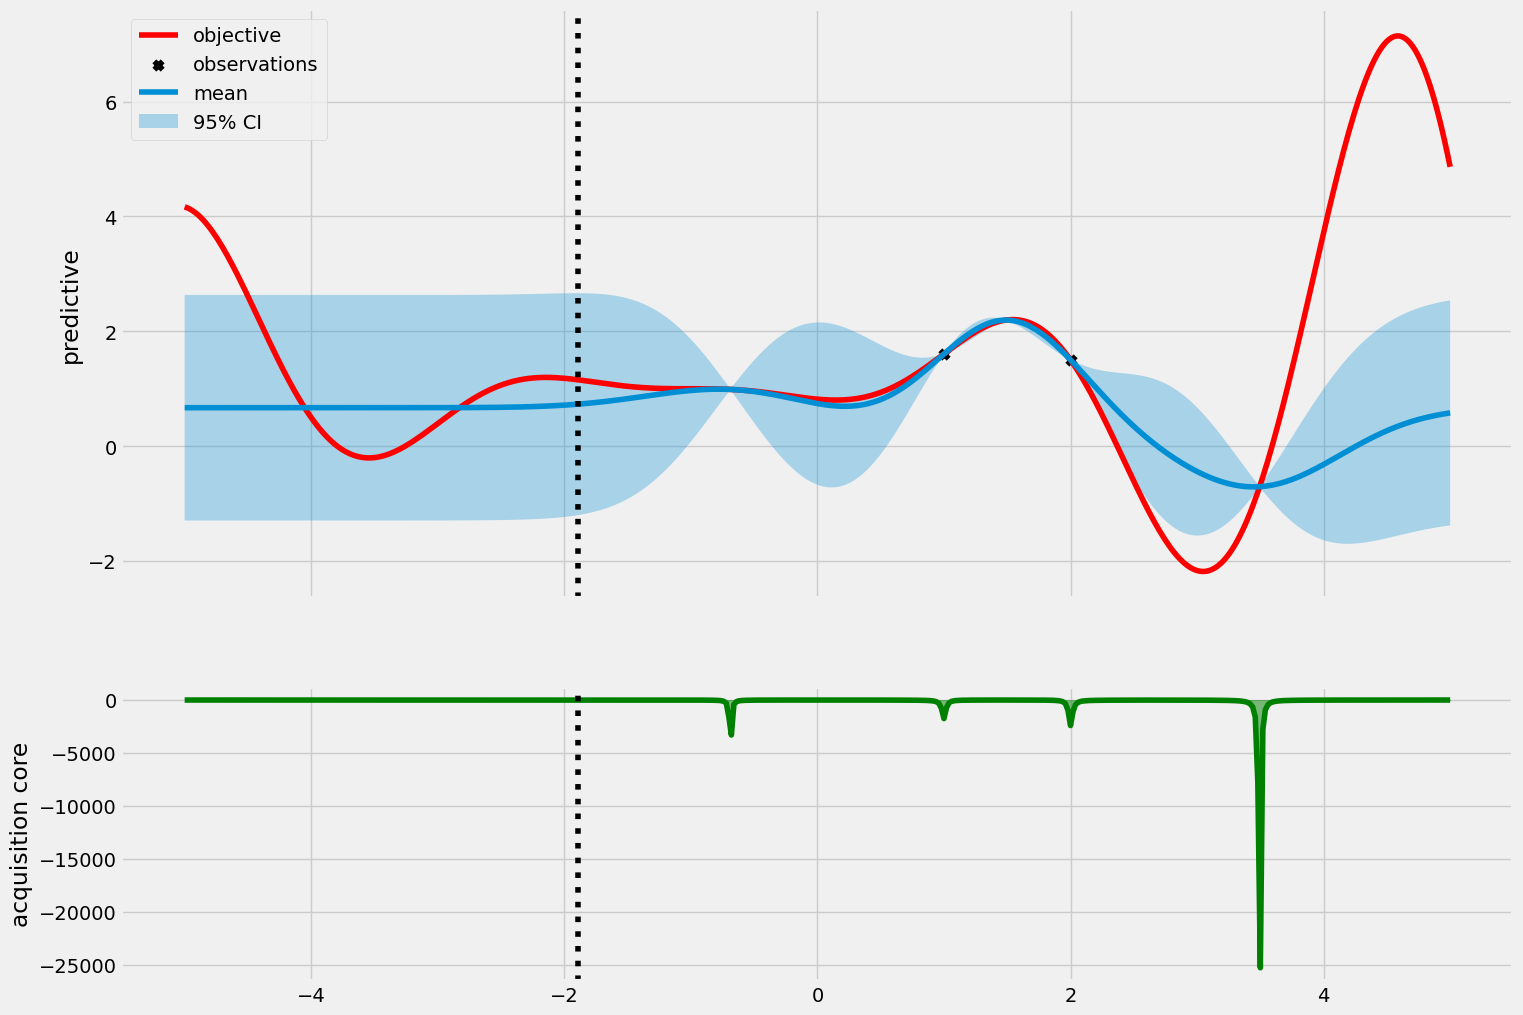 objective
observations
mean
95% CI
predictive
6
4
2
0
−2
acquisition core
0
−5000
−10000
−15000
−20000
−25000
−4
−2
0
2
4